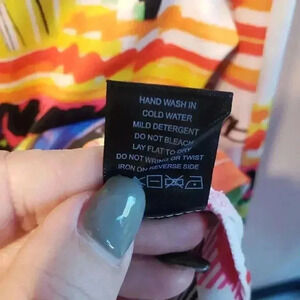 HAND WASH IN
COLD WATER
MILD DETERGENT
DO NOT BLEACH
LAY FLAT TO DRY
DO NOT WRING OR TWIST
IRON ON REVERSE SIDE